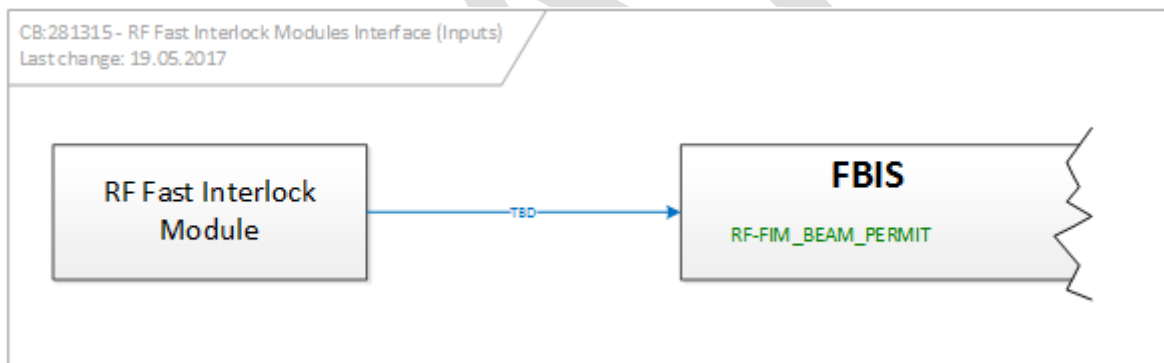 CB:281315 - RF Fast Interlock Modules Interface (Inputs)
Last change: 19.05.2017
RF Fast Interlock
Module
TBD
FBIS
RF-FIM_BEAM_PERMIT